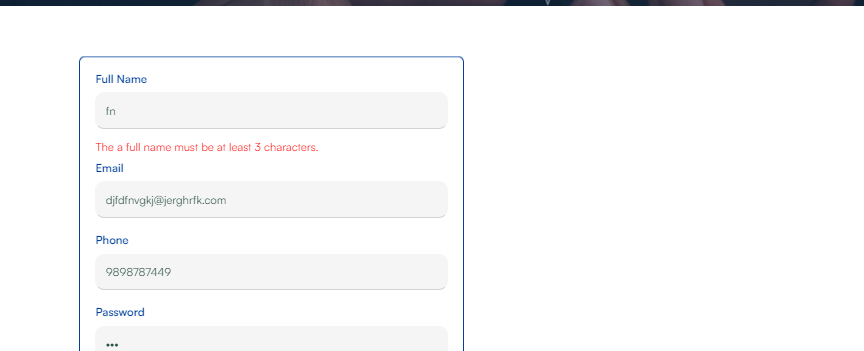 Full Name
fn
The a full name must be at least 3 characters.
Email
djfdfnvgkj@jerghrfk.com
Phone
9898787449
Password
•••